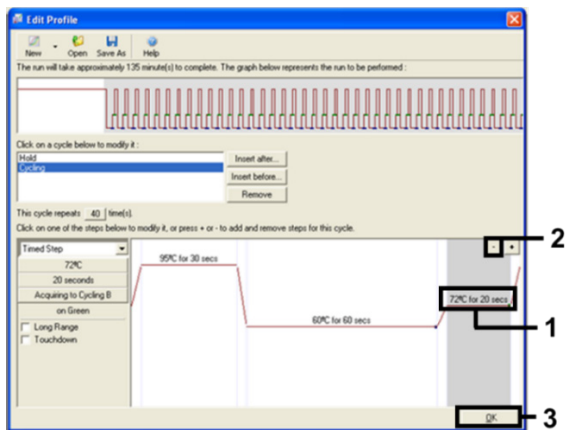 Edit Profile
New Open Save As Help
The run will take approximately 135 minute(s) to complete. The graph below represents the run to be performed :
Click on a cycle below to modify it :
Hold
Cycling
Insert after...
Insert before...
Remove
This cycle repeats 40 time(s).
Click on one of the steps below to modify it, or press + or - to add and remove steps for this cycle.
Timed Step
- +
2
72ºC
20 seconds
Acquiring to Cycling B
on Green
Long Range
Touchdown
95ºC for 30 secs
60ºC for 60 secs
72ºC for 20 secs
1
OK
3